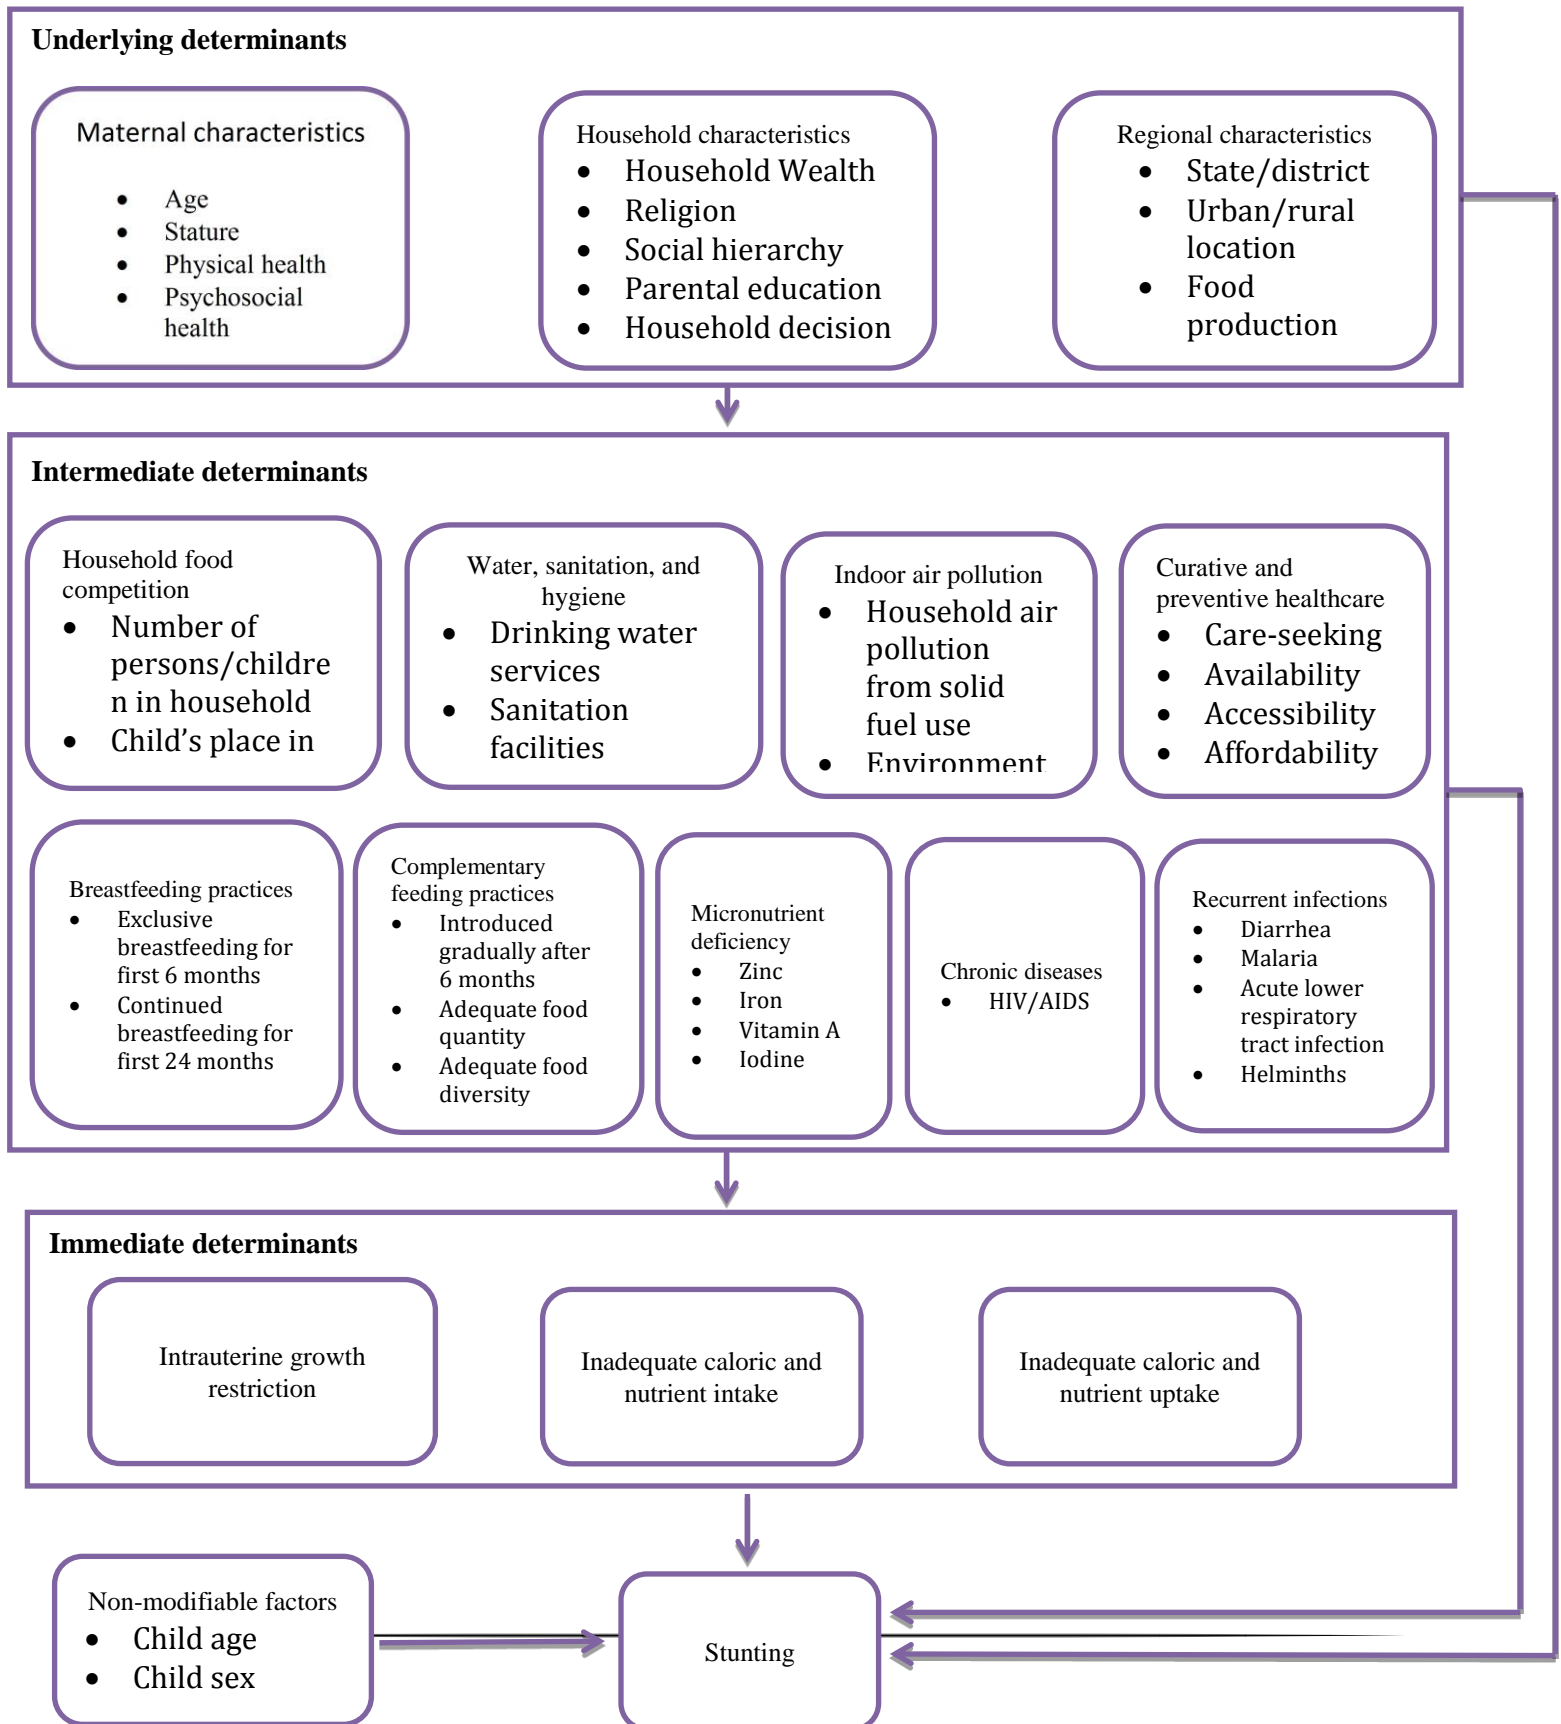 Underlying determinants
Maternal characteristics
• Age
• Stature
• Physical health
• Psychosocial
health
Household characteristics
• Household Wealth
• Religion
• Social hierarchy
• Parental education
• Household decision
Regional characteristics
• State/district
• Urban/rural
location
• Food
production
Intermediate determinants
Household food
competition
• Number of
persons/childre
n in household
• Child's place in
Water, sanitation, and
hygiene
• Drinking water
services
• Sanitation
facilities
Indoor air pollution
• Household air
pollution
from solid
fuel use
• Environment
Curative and
preventive healthcare
• Care-seeking
• Availability
• Accessibility
• Affordability
Breastfeeding practices
• Exclusive
breastfeeding for
first 6 months
• Continued
breastfeeding for
first 24 months
Complementary
feeding practices
• Introduced
gradually after
6 months
• Adequate food
quantity
• Adequate food
diversity
Micronutrient
deficiency
• Zinc
• Iron
• Vitamin A
• Iodine
Chronic diseases
• HIV/AIDS
Recurrent infections
• Diarrhea
• Malaria
• Acute lower
respiratory
tract infection
• Helminths
Immediate determinants
Intrauterine growth
restriction
Inadequate caloric and
nutrient intake
Inadequate caloric and
nutrient uptake
Non-modifiable factors
• Child age
• Child sex
Stunting